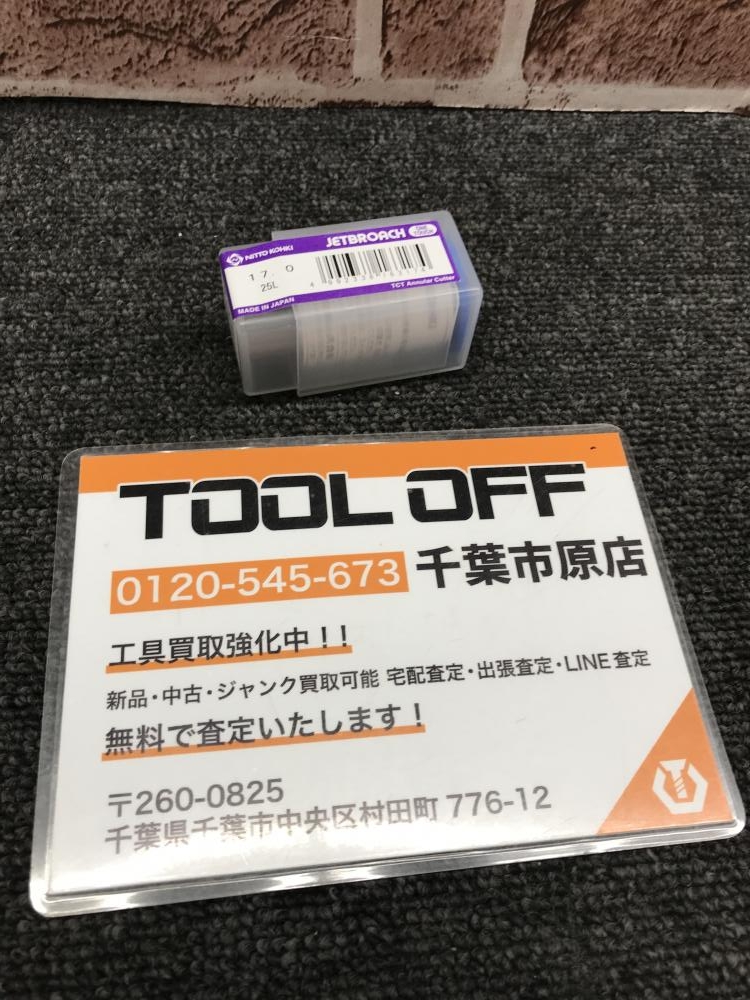 NITTO KOHKI JETBROACH
17.0
25L
MADE IN JAPAN
TCT Annular Cutter
TOOL OFF
0120-545-673 千葉市原店
工具買取強化中!!
新品・中古・ジャンク買取可能 宅配査定・出張査定・LINE査定
無料で査定いたします!
〒260-0825
千葉県千葉市中央区村田町 776-12